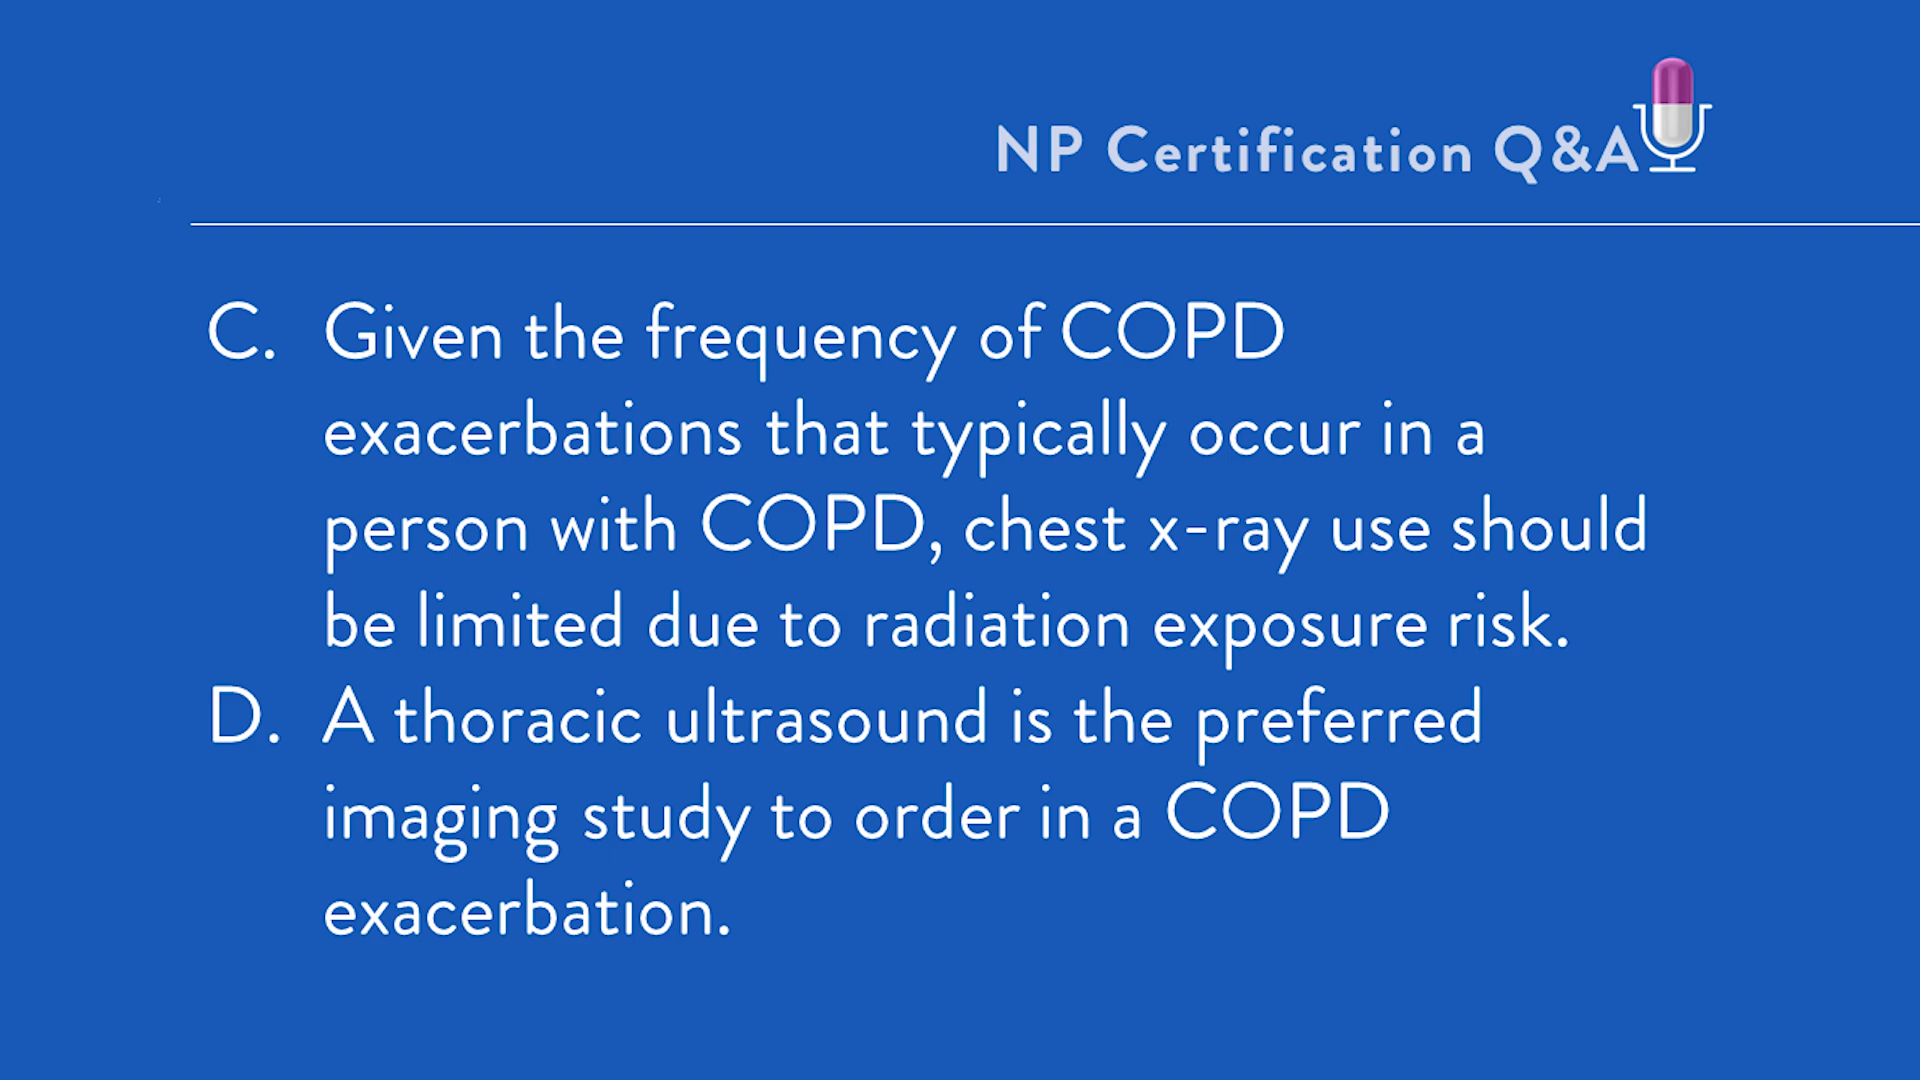 NP Certification Q&A
C. Given the frequency of COPD
exacerbations that typically occur in a
person with COPD, chest x-ray use should
be limited due to radiation exposure risk.
D. A thoracic ultrasound is the preferred
imaging study to order in a COPD
exacerbation.